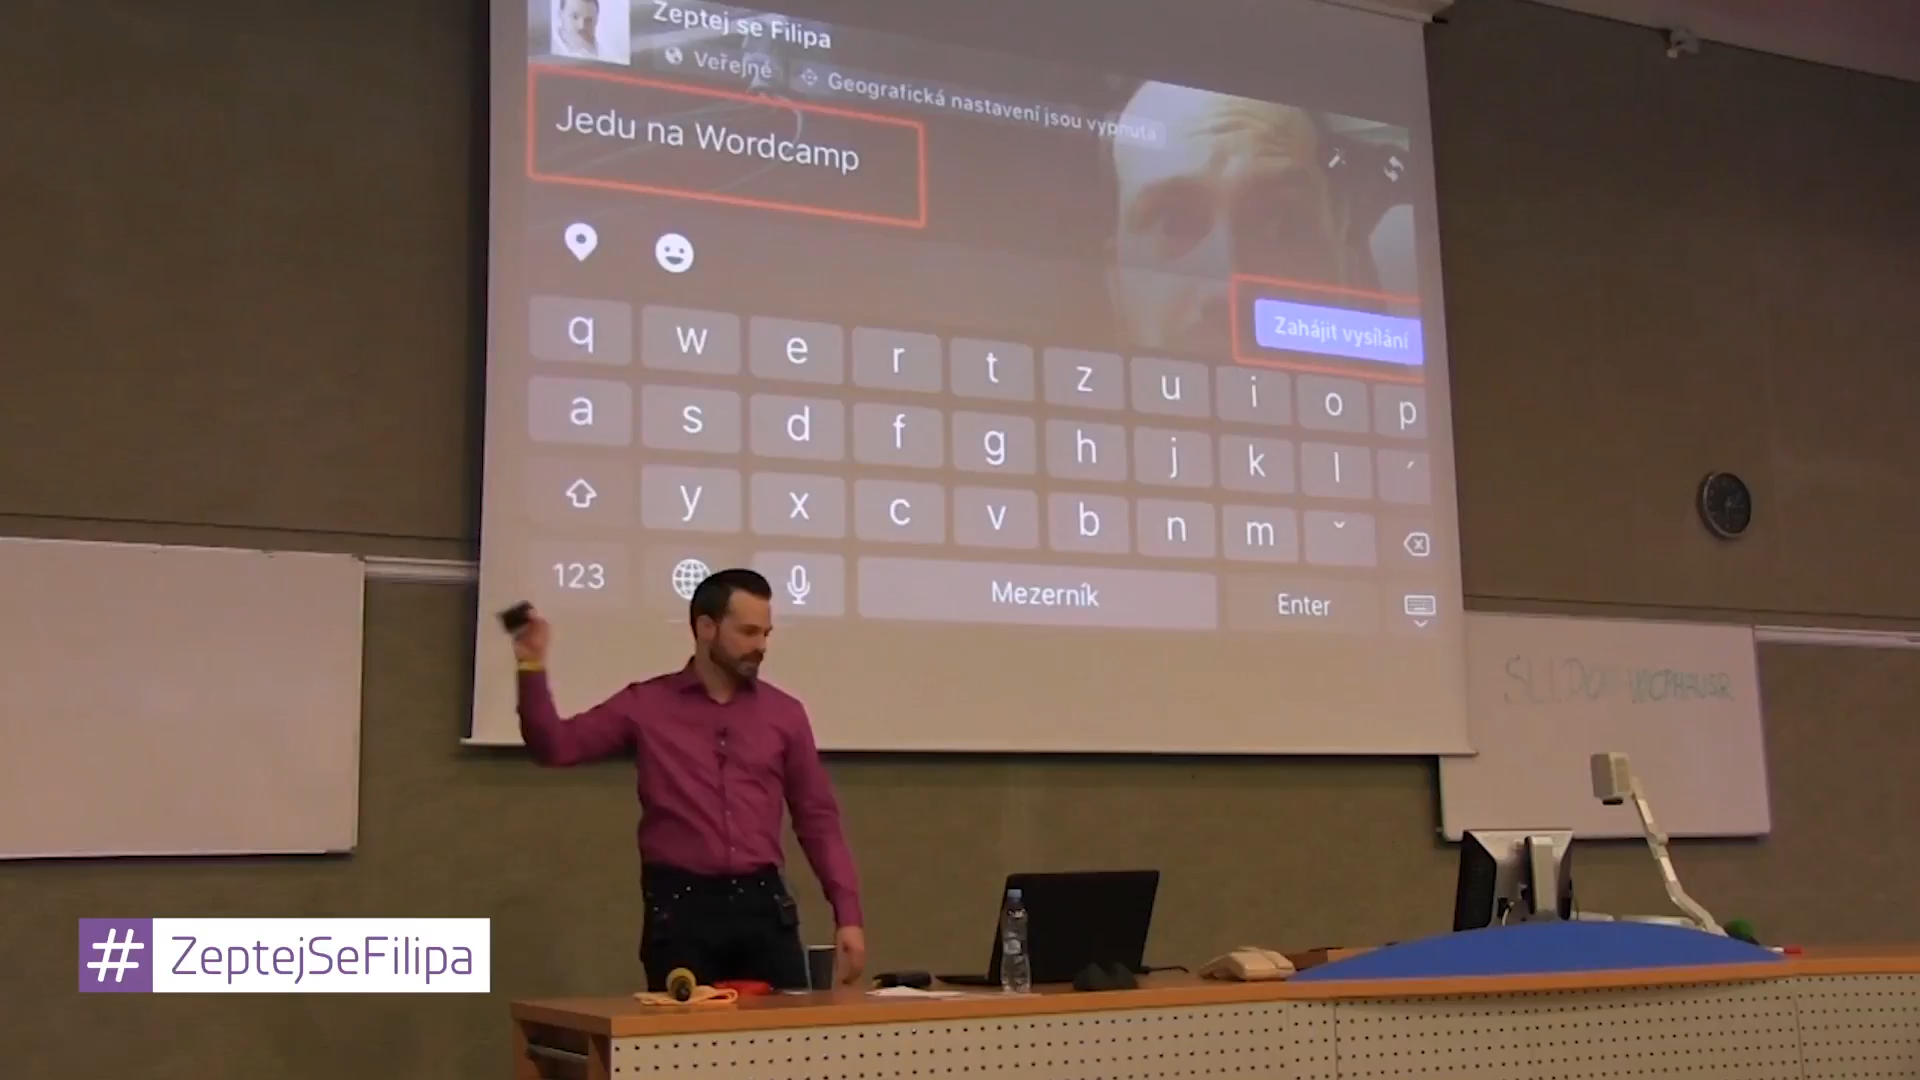 Zeptej se Filipa
Veřejné Geografická nastavení jsou vypnuta
Jedu na Wordcamp
Zahájit vysílání
q w e r t z u i o p
a s d f g h j k l ´
y x c v b n m ˇ
123 Mezerník Enter
# ZeptejSeFilipa